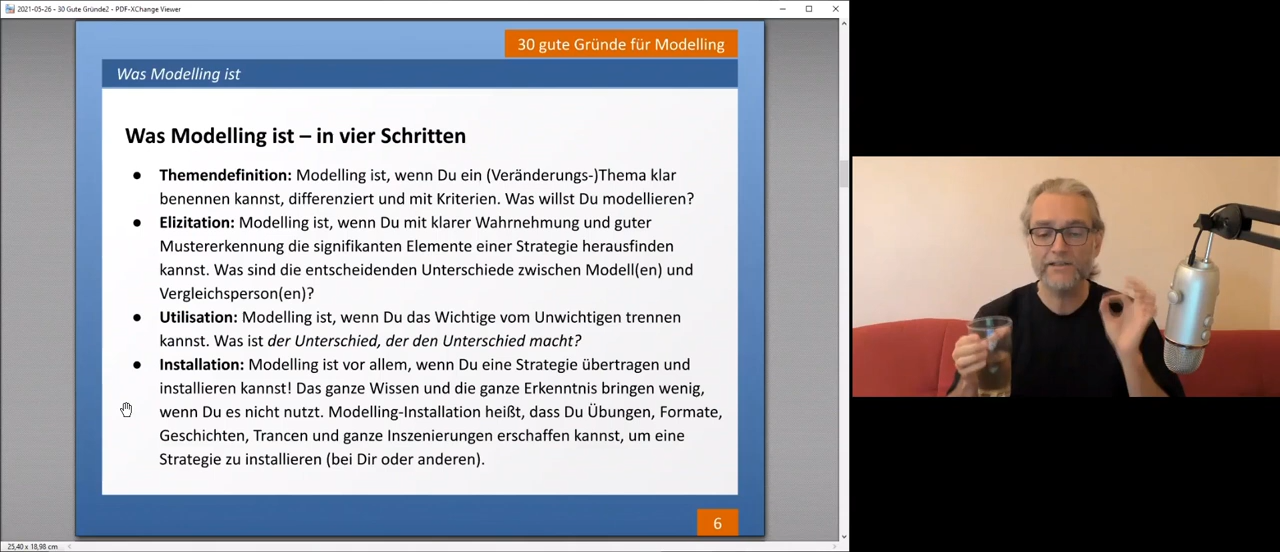 2021-05-26 - 30 Gute Gründe2 - PDF-XChange Viewer
30 gute Gründe für Modelling
Was Modelling ist
Was Modelling ist – in vier Schritten
● Themendefinition: Modelling ist, wenn Du ein (Veränderungs-)Thema klar
benennen kannst, differenziert und mit Kriterien. Was willst Du modellieren?
● Elizitation: Modelling ist, wenn Du mit klarer Wahrnehmung und guter
Mustererkennung die signifikanten Elemente einer Strategie herausfinden
kannst. Was sind die entscheidenden Unterschiede zwischen Modell(en) und
Vergleichsperson(en)?
● Utilisation: Modelling ist, wenn Du das Wichtige vom Unwichtigen trennen
kannst. Was ist der Unterschied, der den Unterschied macht?
● Installation: Modelling ist vor allem, wenn Du eine Strategie übertragen und
installieren kannst! Das ganze Wissen und die ganze Erkenntnis bringen wenig,
wenn Du es nicht nutzt. Modelling-Installation heißt, dass Du Übungen, Formate,
Geschichten, Trancen und ganze Inszenierungen erschaffen kannst, um eine
Strategie zu installieren (bei Dir oder anderen).
6
25,40 x 18,98 cm